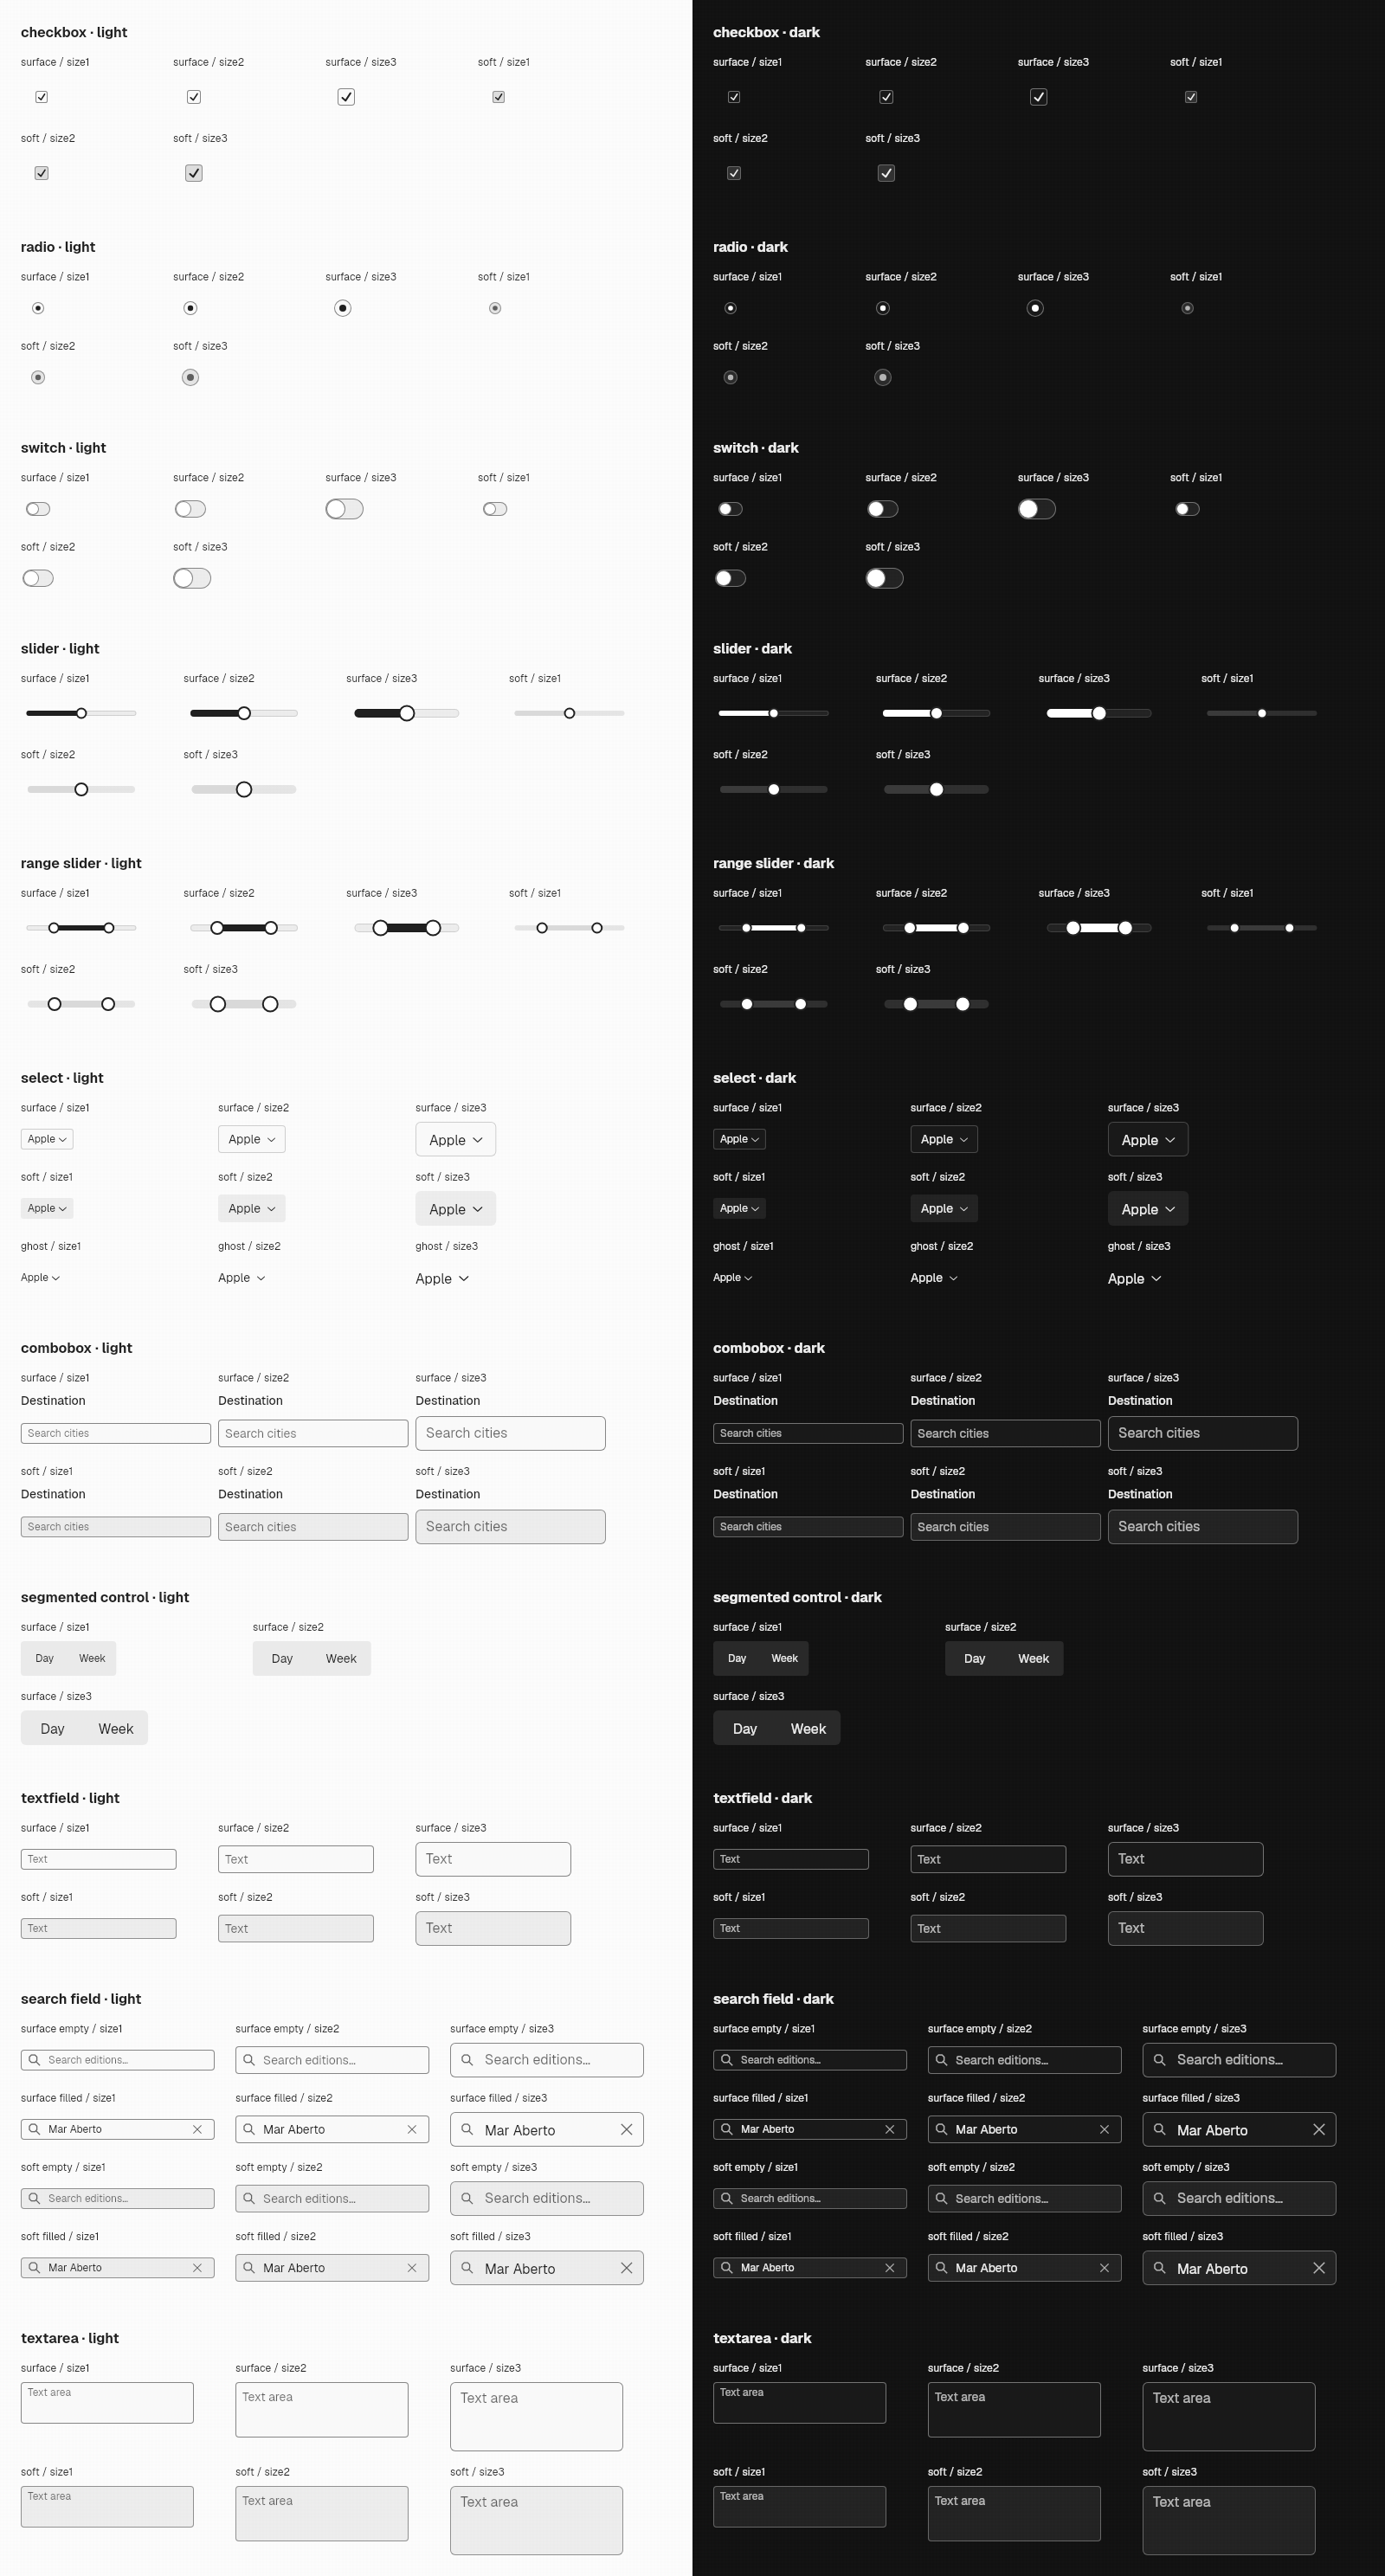 checkbox · light
surface / size1
surface / size2
surface / size3
soft / size1
soft / size2
soft / size3
radio · light
surface / size1
surface / size2
surface / size3
soft / size1
soft / size2
soft / size3
switch · light
surface / size1
surface / size2
surface / size3
soft / size1
soft / size2
soft / size3
slider · light
surface / size1
surface / size2
surface / size3
soft / size1
soft / size2
soft / size3
range slider · light
surface / size1
surface / size2
surface / size3
soft / size1
soft / size2
soft / size3
select · light
surface / size1
surface / size2
surface / size3
Apple
Apple
Apple
soft / size1
soft / size2
soft / size3
Apple
Apple
Apple
ghost / size1
ghost / size2
ghost / size3
Apple
Apple
Apple
combobox · light
surface / size1
surface / size2
surface / size3
Destination
Destination
Destination
Search cities
Search cities
Search cities
soft / size1
soft / size2
soft / size3
Destination
Destination
Destination
Search cities
Search cities
Search cities
segmented control · light
surface / size1
surface / size2
Day
Week
Day
Week
surface / size3
Day
Week
textfield · light
surface / size1
surface / size2
surface / size3
Text
Text
Text
soft / size1
soft / size2
soft / size3
Text
Text
Text
search field · light
surface empty / size1
surface empty / size2
surface empty / size3
Search editions…
Search editions…
Search editions…
surface filled / size1
surface filled / size2
surface filled / size3
Mar Aberto
Mar Aberto
Mar Aberto
soft empty / size1
soft empty / size2
soft empty / size3
Search editions…
Search editions…
Search editions…
soft filled / size1
soft filled / size2
soft filled / size3
Mar Aberto
Mar Aberto
Mar Aberto
textarea · light
surface / size1
surface / size2
surface / size3
Text area
Text area
Text area
soft / size1
soft / size2
soft / size3
Text area
Text area
Text area
checkbox · dark
surface / size1
surface / size2
surface / size3
soft / size1
soft / size2
soft / size3
radio · dark
surface / size1
surface / size2
surface / size3
soft / size1
soft / size2
soft / size3
switch · dark
surface / size1
surface / size2
surface / size3
soft / size1
soft / size2
soft / size3
slider · dark
surface / size1
surface / size2
surface / size3
soft / size1
soft / size2
soft / size3
range slider · dark
surface / size1
surface / size2
surface / size3
soft / size1
soft / size2
soft / size3
select · dark
surface / size1
surface / size2
surface / size3
Apple
Apple
Apple
soft / size1
soft / size2
soft / size3
Apple
Apple
Apple
ghost / size1
ghost / size2
ghost / size3
Apple
Apple
Apple
combobox · dark
surface / size1
surface / size2
surface / size3
Destination
Destination
Destination
Search cities
Search cities
Search cities
soft / size1
soft / size2
soft / size3
Destination
Destination
Destination
Search cities
Search cities
Search cities
segmented control · dark
surface / size1
surface / size2
Day
Week
Day
Week
surface / size3
Day
Week
textfield · dark
surface / size1
surface / size2
surface / size3
Text
Text
Text
soft / size1
soft / size2
soft / size3
Text
Text
Text
search field · dark
surface empty / size1
surface empty / size2
surface empty / size3
Search editions…
Search editions…
Search editions…
surface filled / size1
surface filled / size2
surface filled / size3
Mar Aberto
Mar Aberto
Mar Aberto
soft empty / size1
soft empty / size2
soft empty / size3
Search editions…
Search editions…
Search editions…
soft filled / size1
soft filled / size2
soft filled / size3
Mar Aberto
Mar Aberto
Mar Aberto
textarea · dark
surface / size1
surface / size2
surface / size3
Text area
Text area
Text area
soft / size1
soft / size2
soft / size3
Text area
Text area
Text area